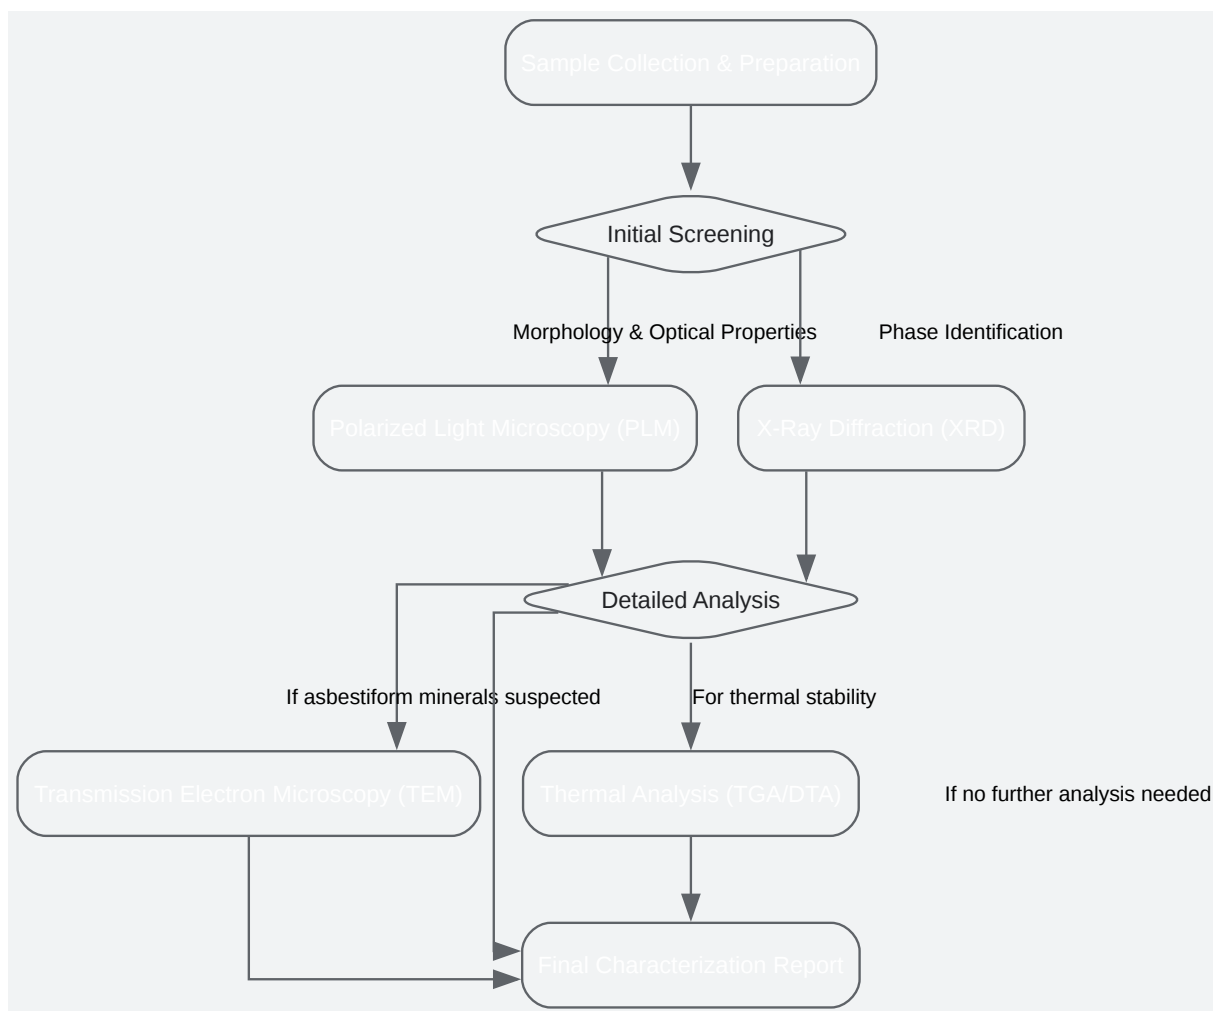 Sample Collection & Preparation
Initial Screening
Morphology & Optical Properties
Phase Identification
Polarized Light Microscopy (PLM)
X-Ray Diffraction (XRD)
Detailed Analysis
If asbestiform minerals suspected
For thermal stability
Transmission Electron Microscopy (TEM)
Thermal Analysis (TGA/DTA)
If no further analysis needed
Final Characterization Report